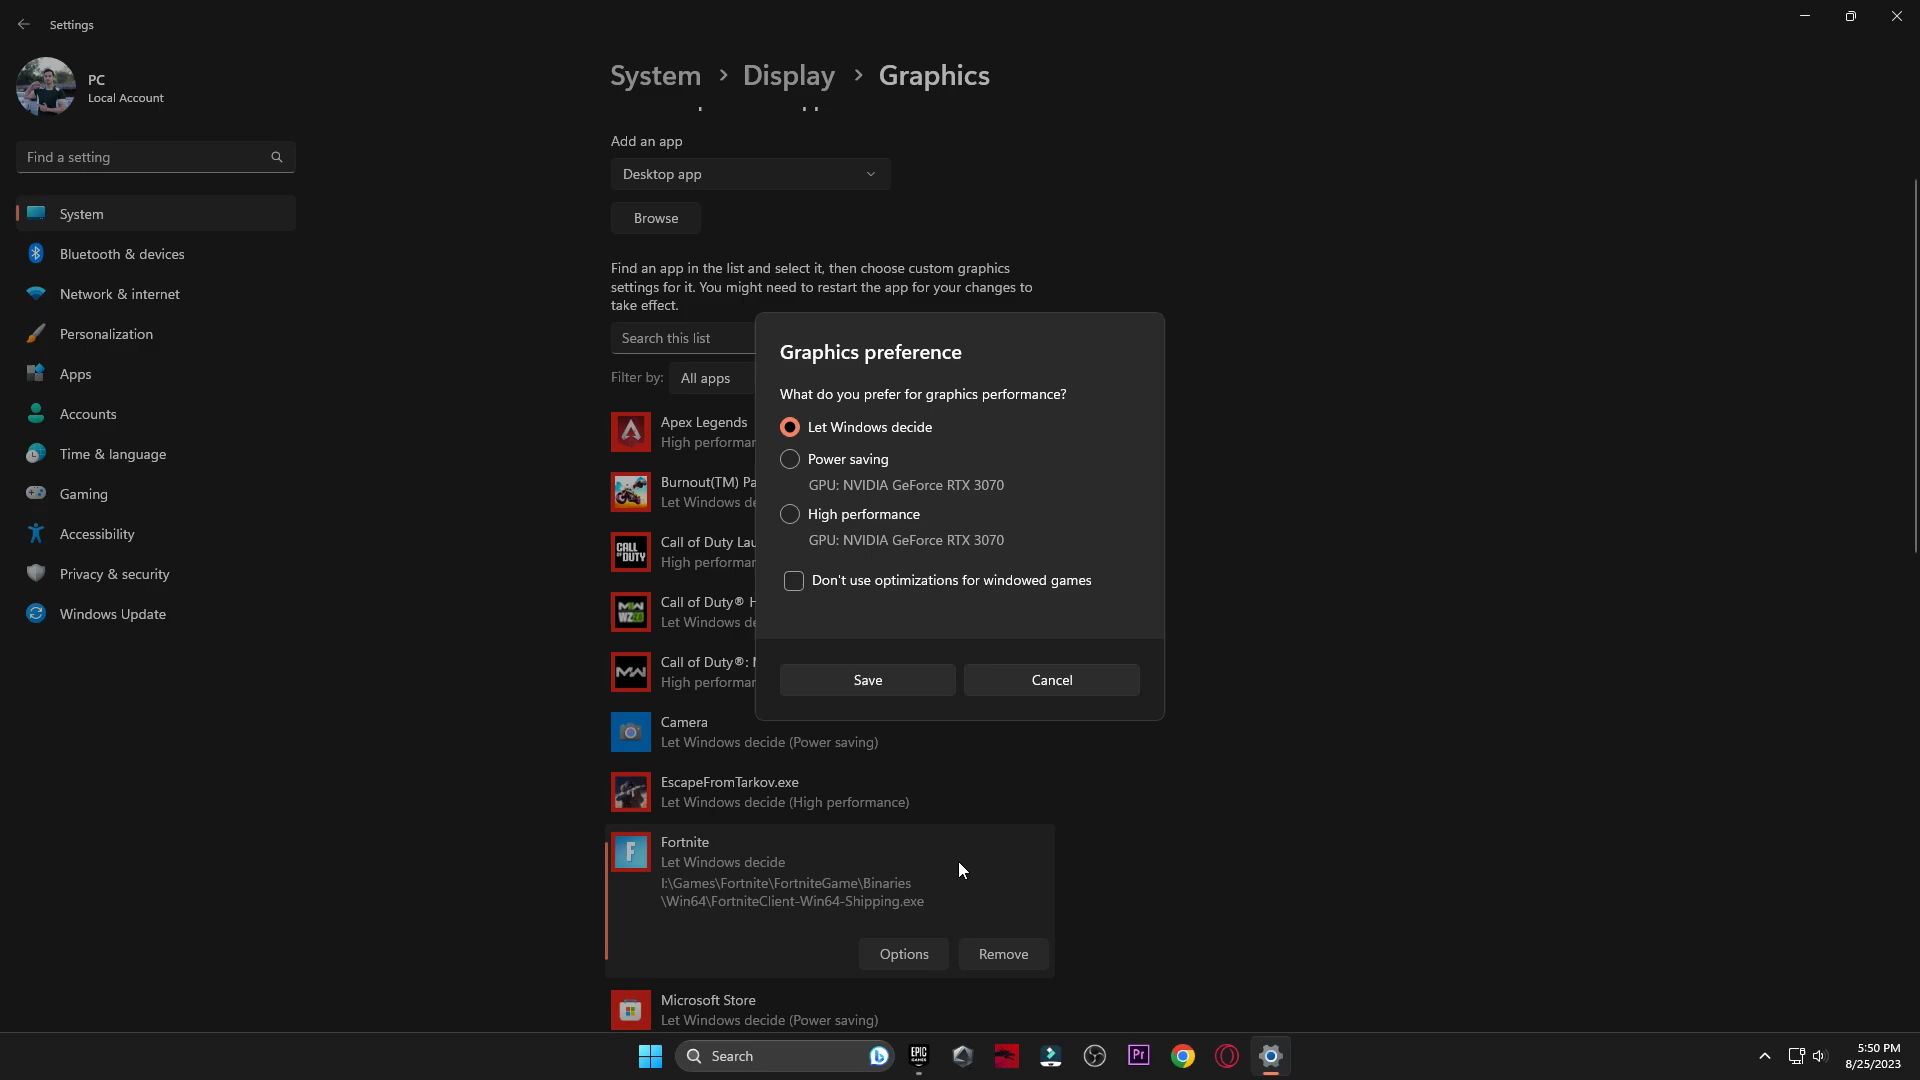 Settings
PC
Local Account
Find a setting
System
Bluetooth & devices
Network & internet
Personalization
Apps
Accounts
Time & language
Gaming
Accessibility
Privacy & security
Windows Update
System > Display > Graphics
Add an app
Desktop app
Browse
Find an app in the list and select it, then choose custom graphics
settings for it. You might need to restart the app for your changes to
take effect.
Search this list
Filter by: All apps
Apex Legends
High performan
Burnout(TM) Pa
Let Windows de
CALL OF DUTY
Call of Duty Lau
High performan
MW
WZ2.0
Call of Duty® H
Let Windows de
MW
Call of Duty®:
High performan
Camera
Let Windows decide (Power saving)
EscapeFromTarkov.exe
Let Windows decide (High performance)
F
Fortnite
Let Windows decide
I:\Games\Fortnite\FortniteGame\Binaries
\Win64\FortniteClient-Win64-Shipping.exe
Options
Remove
Microsoft Store
Let Windows decide (Power saving)
Graphics preference
What do you prefer for graphics performance?
Let Windows decide
Power saving
GPU: NVIDIA GeForce RTX 3070
High performance
GPU: NVIDIA GeForce RTX 3070
Don't use optimizations for windowed games
Save
Cancel
Search
EPIC
GAMES
Pr
5:50 PM
8/25/2023